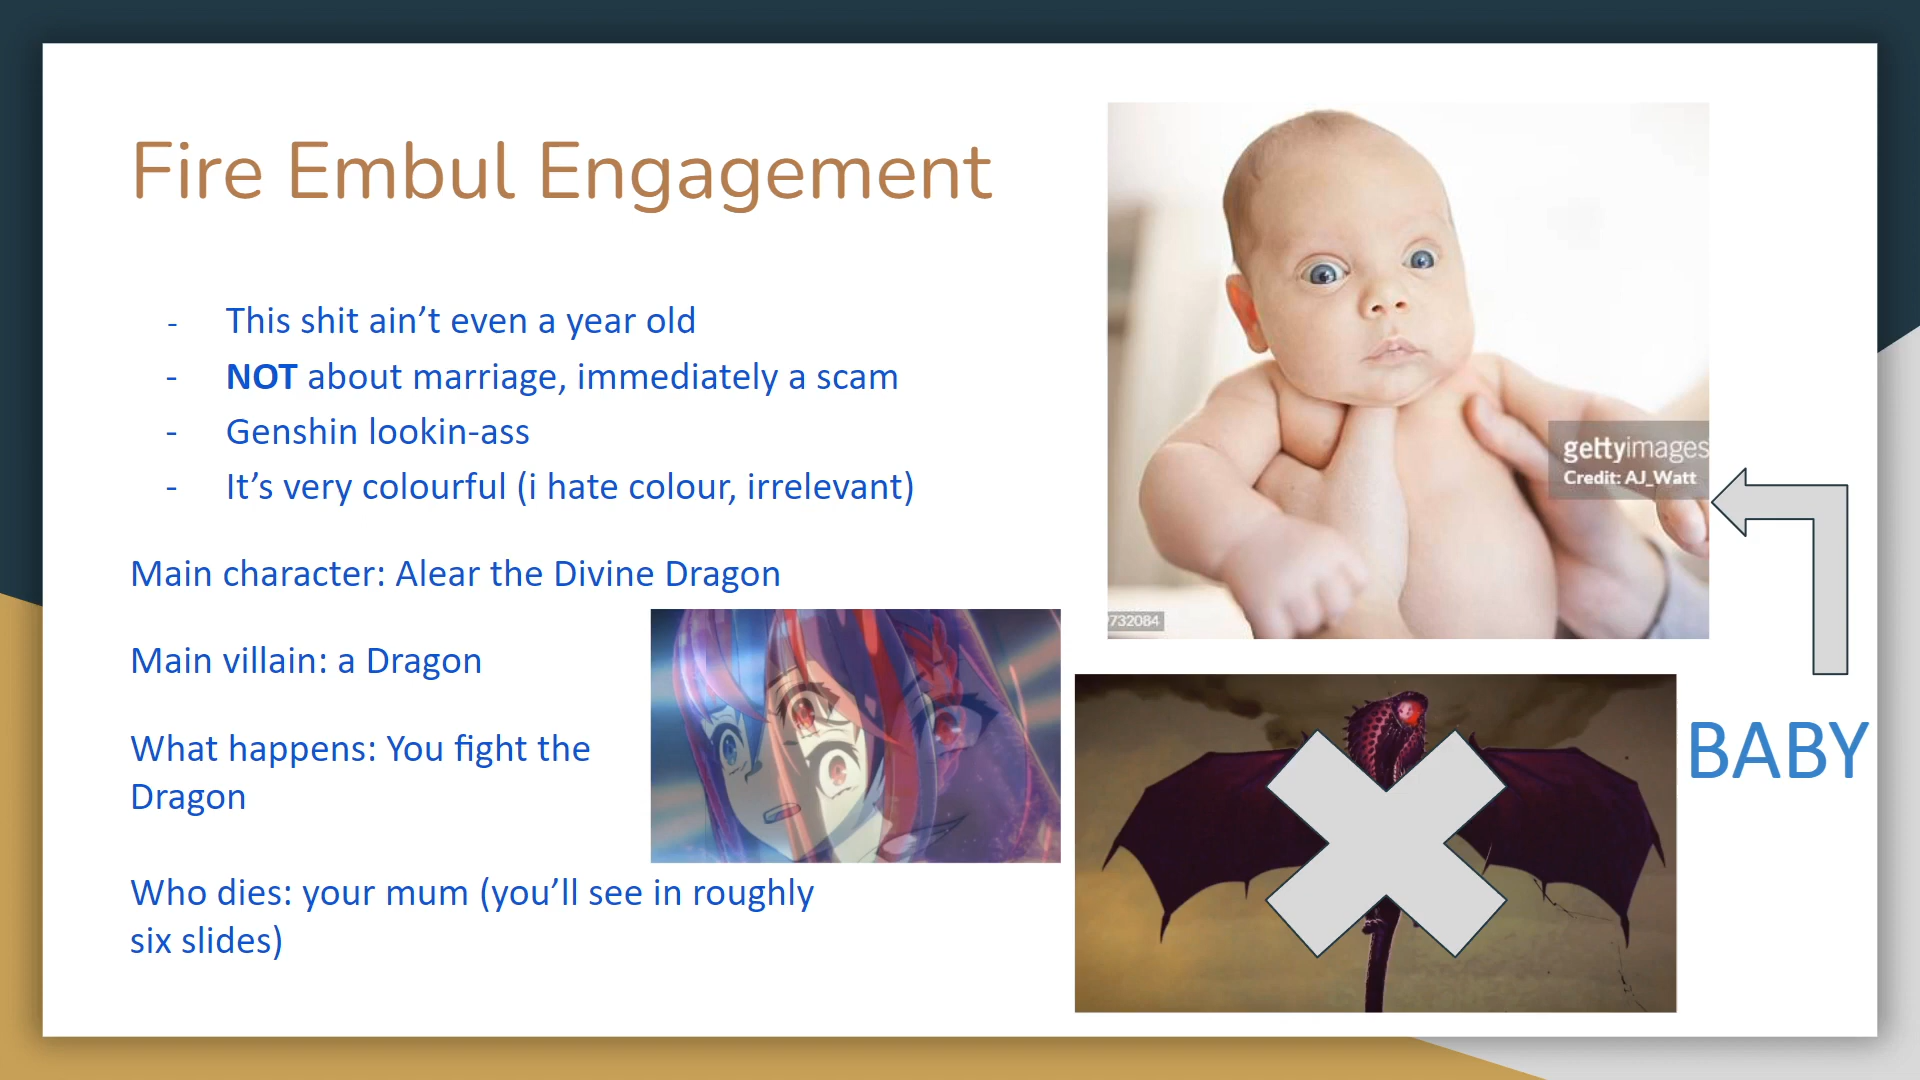 Fire Embul Engagement
- This shit ain’t even a year old
- NOT about marriage, immediately a scam
- Genshin lookin-ass
- It’s very colourful (i hate colour, irrelevant)
Main character: Alear the Divine Dragon
Main villain: a Dragon
What happens: You fight the
Dragon
Who dies: your mum (you’ll see in roughly
six slides)
gettyimages
Credit: AJ_Watt
732084
BABY